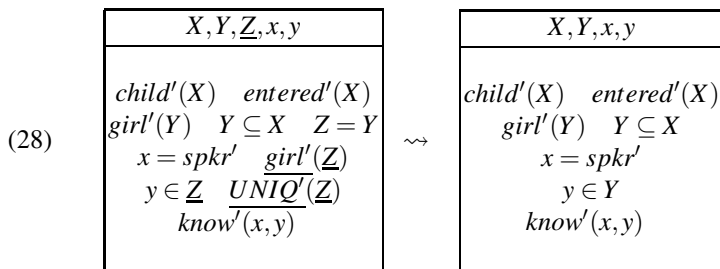 X, Y, Z, x, y
child′(X) entered′(X)
girl′(Y) Y ⊆ X Z = Y
x = spkr′ girl′(Z)
y ∈ Z UNIQ′(Z)
know′(x, y)
(28)
⇝
X, Y, x, y
child′(X) entered′(X)
girl′(Y) Y ⊆ X
x = spkr′
y ∈ Y
know′(x, y)